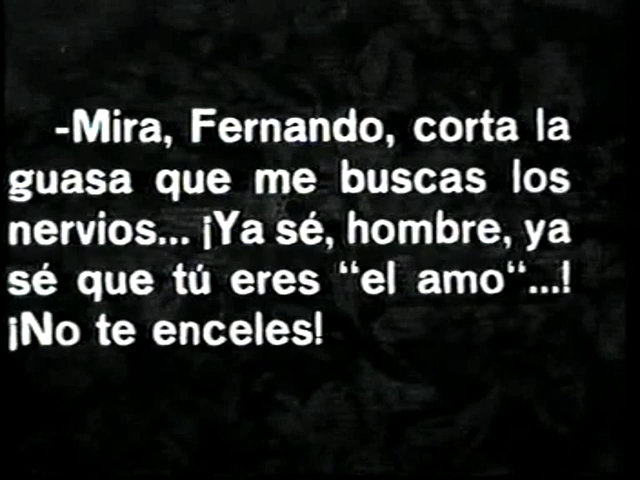 -Mira, Fernando, corta la
guasa que me buscas los
nervios... ¡Ya sé, hombre, ya
sé que tú eres “el amo“...!
¡No te enceles!